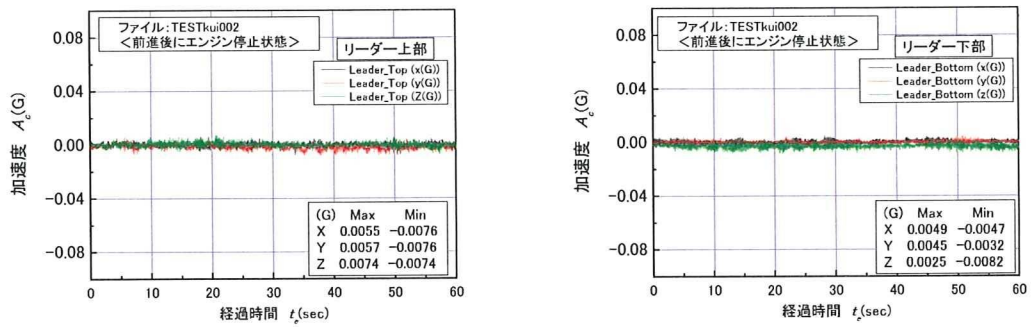 ファイル:TESTkui002
<前進後にエンジン停止状態>
リーダー上部
Leader_Top (x(G))
Leader_Top (y(G))
Leader_Top (Z(G))
0.08
0.04
0.00
-0.04
-0.08
加速度 Ac(G)
(G) Max Min
X 0.0055 -0.0076
Y 0.0057 -0.0076
Z 0.0074 -0.0074
0 10 20 30 40 50 60
経過時間 te(sec)
ファイル:TESTkui002
<前進後にエンジン停止状態>
リーダー下部
Leader_Bottom (x(G))
Leader_Bottom (y(G))
Leader_Bottom (z(G))
0.08
0.04
0.00
-0.04
-0.08
加速度 Ac(G)
(G) Max Min
X 0.0049 -0.0047
Y 0.0045 -0.0032
Z 0.0025 -0.0082
0 10 20 30 40 50 60
経過時間 te(sec)